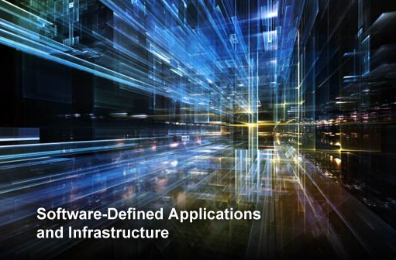 Software-Defined Applications
and Infrastructure